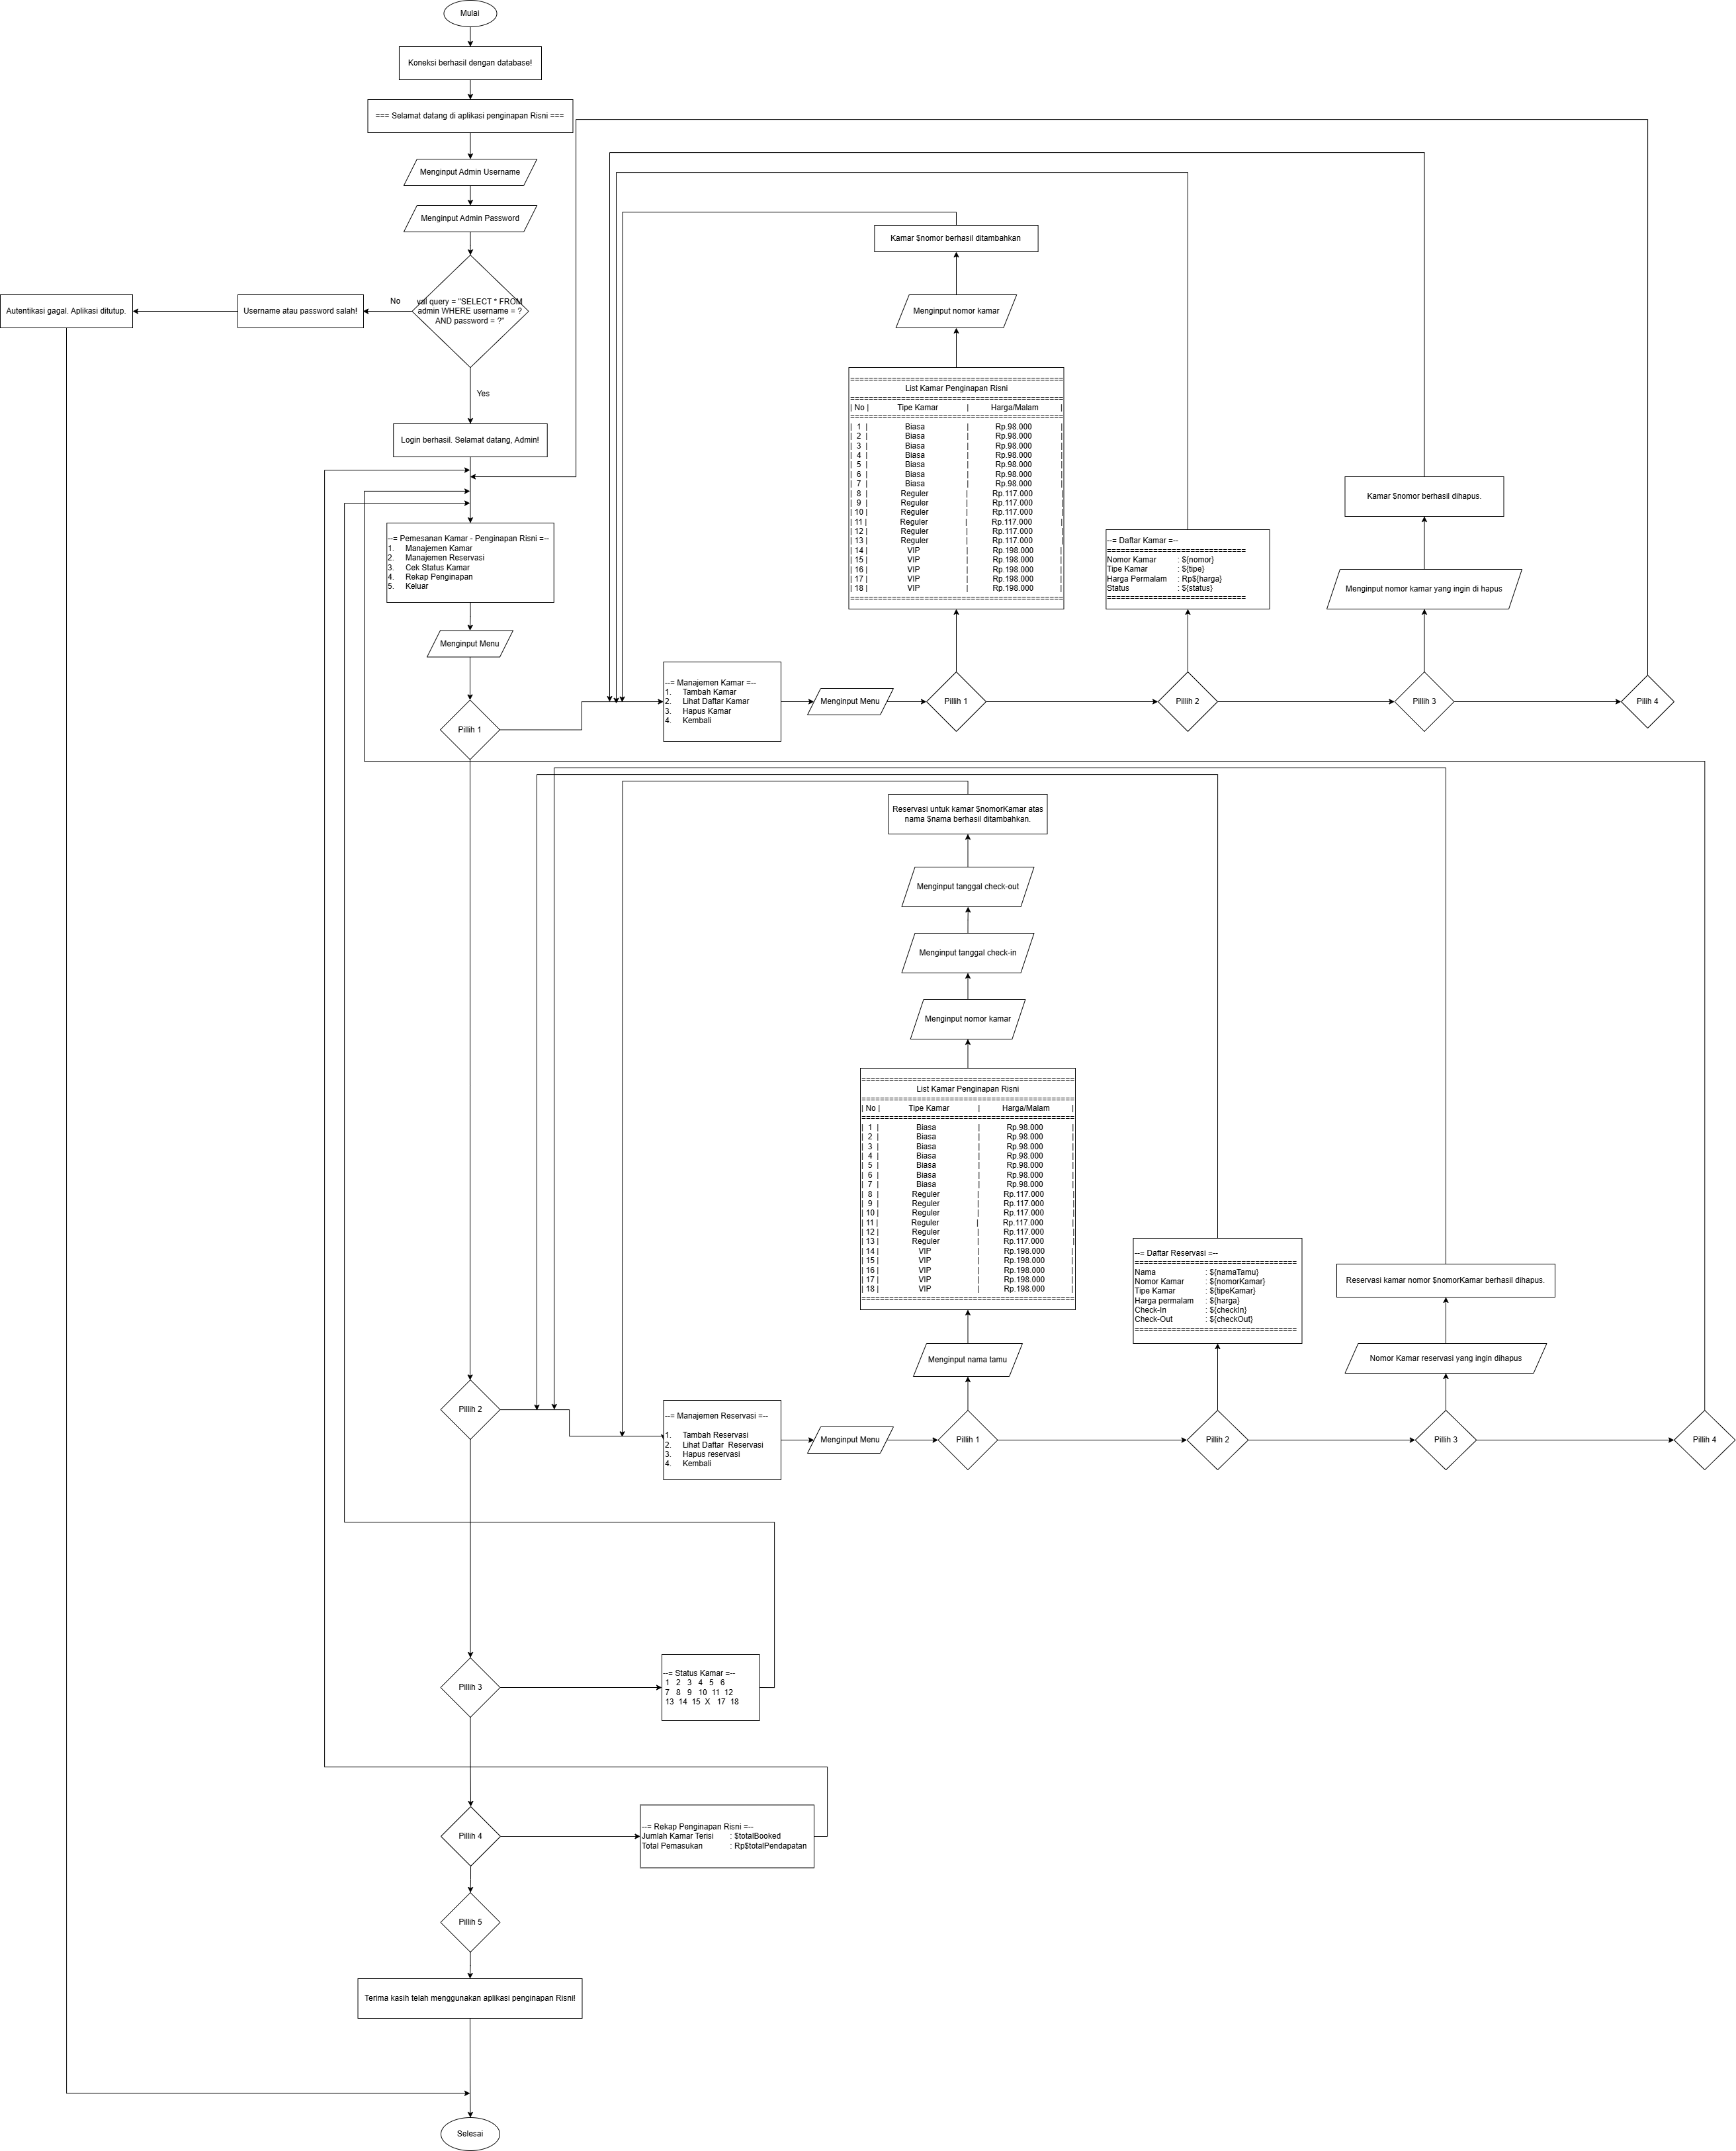 Mulai
Koneksi berhasil dengan database!
=== Selamat datang di aplikasi penginapan Risni ===
Menginput Admin Username
Menginput Admin Password
val query = "SELECT * FROM
admin WHERE username = ?
AND password = ?"
No
Username atau password salah!
Autentikasi gagal. Aplikasi ditutup.
Yes
Login berhasil. Selamat datang, Admin!
--= Pemesanan Kamar - Penginapan Risni =--
1. Manajemen Kamar
2. Manajemen Reservasi
3. Cek Status Kamar
4. Rekap Penginapan
5. Keluar
Menginput Menu
Pillih 1
--= Manajemen Kamar =--
1. Tambah Kamar
2. Lihat Daftar Kamar
3. Hapus Kamar
4. Kembali
Menginput Menu
Pillih 1
Kamar $nomor berhasil ditambahkan
Menginput nomor kamar
==============================================
List Kamar Penginapan Risni
==============================================
| No | Tipe Kamar | Harga/Malam |
==============================================
| 1 | Biasa | Rp.98.000 |
| 2 | Biasa | Rp.98.000 |
| 3 | Biasa | Rp.98.000 |
| 4 | Biasa | Rp.98.000 |
| 5 | Biasa | Rp.98.000 |
| 6 | Biasa | Rp.98.000 |
| 7 | Biasa | Rp.98.000 |
| 8 | Reguler | Rp.117.000 |
| 9 | Reguler | Rp.117.000 |
| 10 | Reguler | Rp.117.000 |
| 11 | Reguler | Rp.117.000 |
| 12 | Reguler | Rp.117.000 |
| 13 | Reguler | Rp.117.000 |
| 14 | VIP | Rp.198.000 |
| 15 | VIP | Rp.198.000 |
| 16 | VIP | Rp.198.000 |
| 17 | VIP | Rp.198.000 |
| 18 | VIP | Rp.198.000 |
==============================================
Pillih 2
--= Daftar Kamar =--
==============================
Nomor Kamar : ${nomor}
Tipe Kamar : ${tipe}
Harga Permalam : Rp${harga}
Status : ${status}
==============================
Pillih 3
Kamar $nomor berhasil dihapus.
Menginput nomor kamar yang ingin di hapus
Pilih 4
Pillih 2
--= Manajemen Reservasi =--
1. Tambah Reservasi
2. Lihat Daftar Reservasi
3. Hapus reservasi
4. Kembali
Menginput Menu
Pillih 1
Reservasi untuk kamar $nomorKamar atas
nama $nama berhasil ditambahkan.
Menginput tanggal check-out
Menginput tanggal check-in
Menginput nomor kamar
==============================================
List Kamar Penginapan Risni
==============================================
| No | Tipe Kamar | Harga/Malam |
==============================================
| 1 | Biasa | Rp.98.000 |
| 2 | Biasa | Rp.98.000 |
| 3 | Biasa | Rp.98.000 |
| 4 | Biasa | Rp.98.000 |
| 5 | Biasa | Rp.98.000 |
| 6 | Biasa | Rp.98.000 |
| 7 | Biasa | Rp.98.000 |
| 8 | Reguler | Rp.117.000 |
| 9 | Reguler | Rp.117.000 |
| 10 | Reguler | Rp.117.000 |
| 11 | Reguler | Rp.117.000 |
| 12 | Reguler | Rp.117.000 |
| 13 | Reguler | Rp.117.000 |
| 14 | VIP | Rp.198.000 |
| 15 | VIP | Rp.198.000 |
| 16 | VIP | Rp.198.000 |
| 17 | VIP | Rp.198.000 |
| 18 | VIP | Rp.198.000 |
==============================================
Menginput nama tamu
Pillih 2
--= Daftar Reservasi =--
===================================
Nama : ${namaTamu}
Nomor Kamar : ${nomorKamar}
Tipe Kamar : ${tipeKamar}
Harga permalam : ${harga}
Check-In : ${checkIn}
Check-Out : ${checkOut}
===================================
Pillih 3
Reservasi kamar nomor $nomorKamar berhasil dihapus.
Nomor Kamar reservasi yang ingin dihapus
Pillih 4
Pillih 3
--= Status Kamar =--
1 2 3 4 5 6
7 8 9 10 11 12
13 14 15 X 17 18
Pillih 4
--= Rekap Penginapan Risni =--
Jumlah Kamar Terisi : $totalBooked
Total Pemasukan : Rp$totalPendapatan
Pillih 5
Terima kasih telah menggunakan aplikasi penginapan Risni!
Selesai